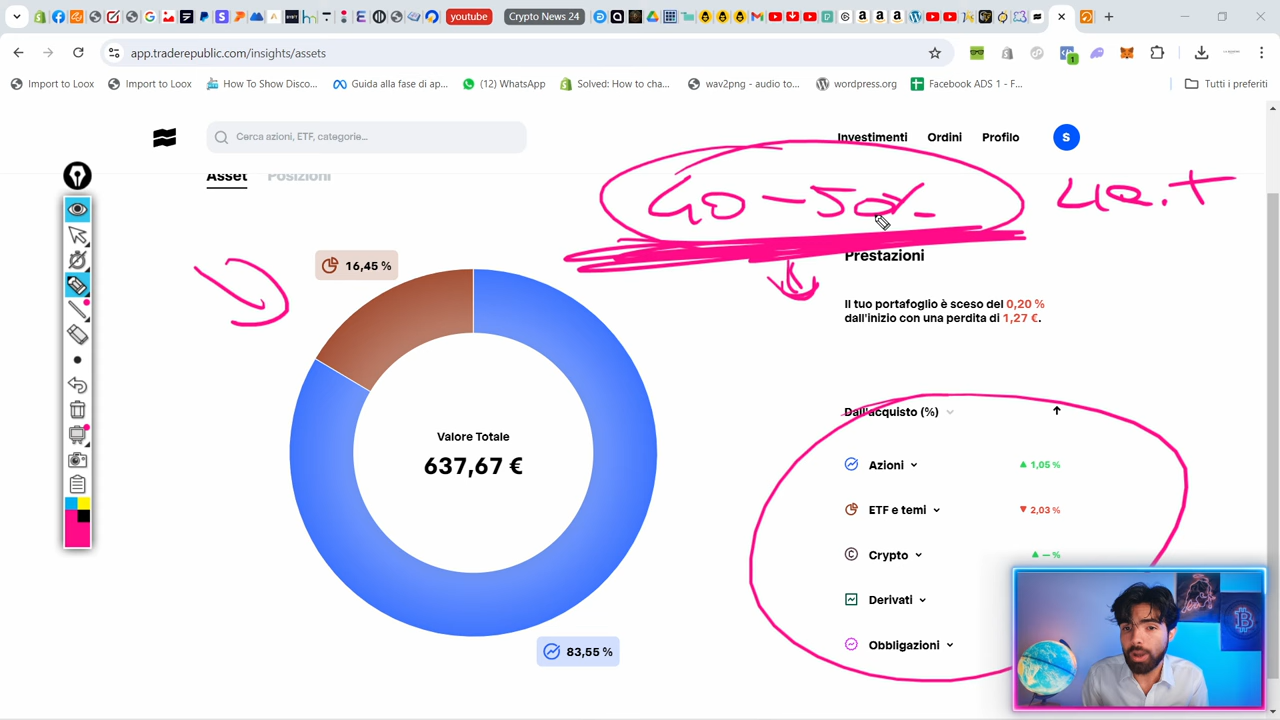 youtube
Crypto News 24
app.traderepublic.com/insights/assets
Import to Loox
Import to Loox
How To Show Disco...
Guida alla fase di ap...
(12) WhatsApp
Solved: How to cha...
wav2png - audio to...
wordpress.org
Facebook ADS 1 - F...
Tutti i preferiti
Cerca azioni, ETF, categorie...
Investimenti
Ordini
Profilo
S
Asset
Posizioni
40-50%
16,45 %
Prestazioni
Il tuo portafoglio è sceso del 0,20 %
dall'inizio con una perdita di 1,27 €.
Valore Totale
637,67 €
83,55 %
Dall'acquisto (%)
Azioni
1,05 %
ETF e temi
2,03 %
Crypto
— %
Derivati
Obbligazioni
1